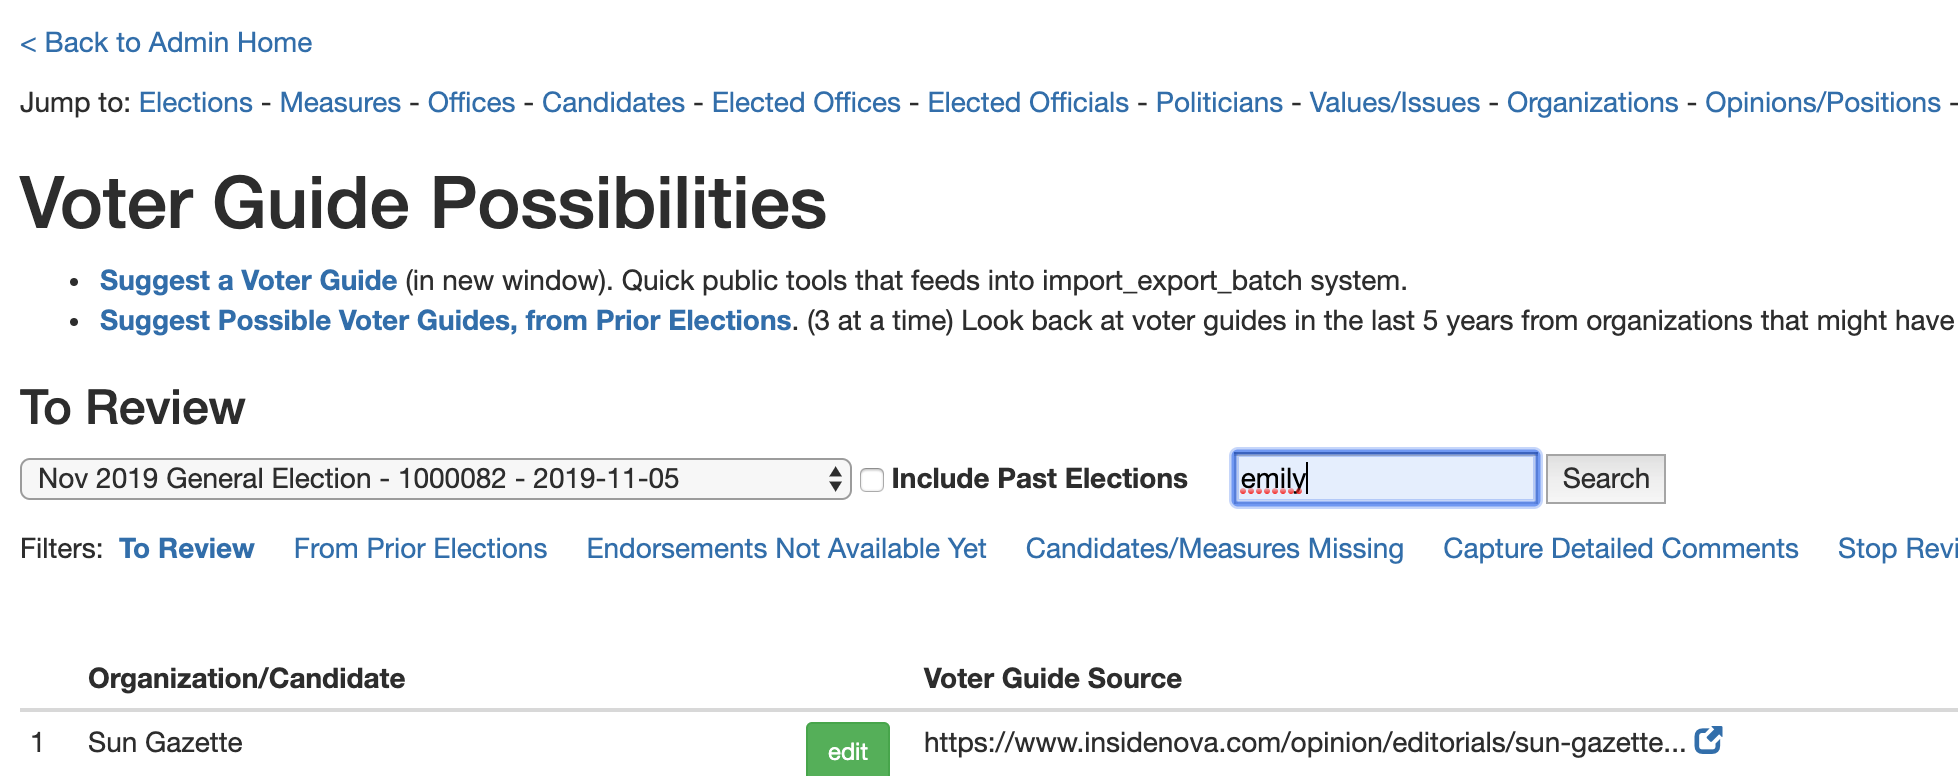 < Back to Admin Home
Jump to: Elections - Measures - Offices - Candidates - Elected Offices - Elected Officials - Politicians - Values/Issues - Organizations - Opinions/Positions -
Voter Guide Possibilities
• Suggest a Voter Guide (in new window). Quick public tools that feeds into import_export_batch system.
• Suggest Possible Voter Guides, from Prior Elections. (3 at a time) Look back at voter guides in the last 5 years from organizations that might have
To Review
Nov 2019 General Election - 1000082 - 2019-11-05 Include Past Elections emily Search
Filters: To Review From Prior Elections Endorsements Not Available Yet Candidates/Measures Missing Capture Detailed Comments Stop Revi
Organization/Candidate Voter Guide Source
1 Sun Gazette edit https://www.insidenova.com/opinion/editorials/sun-gazette...